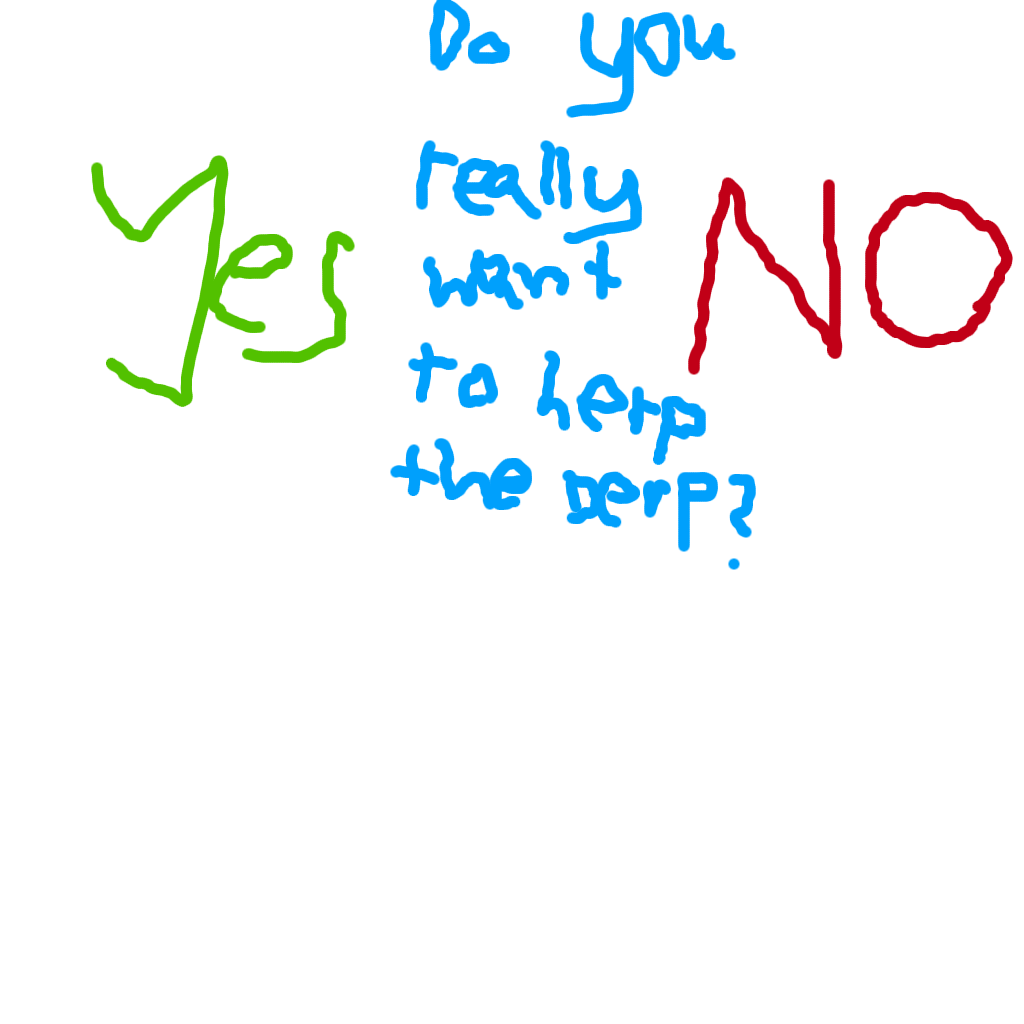 Do you
really
want
to herp
the Derp?
Yes
NO